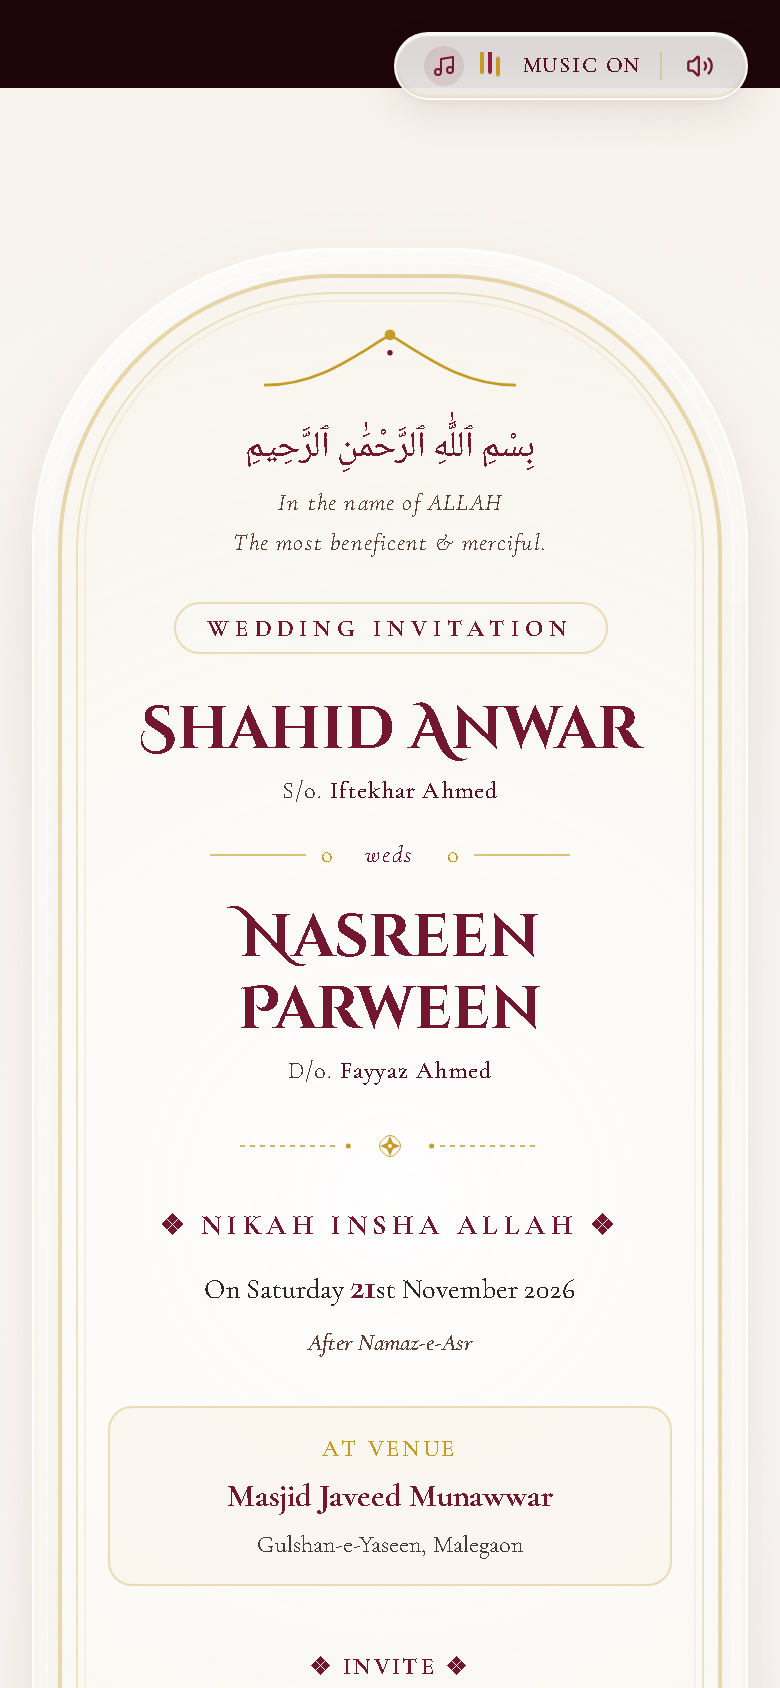 MUSIC ON
بِسْمِ ٱللَّٰهِ ٱلرَّحْمَٰنِ ٱلرَّحِيمِ
In the name of ALLAH
The most beneficent & merciful.
WEDDING INVITATION
SHAHID ANWAR
S/o. Iftekhar Ahmed
weds
NASREEN
PARWEEN
D/o. Fayyaz Ahmed
❖ NIKAH INSHA ALLAH ❖
On Saturday 21st November 2026
After Namaz-e-Asr
AT VENUE
Masjid Javeed Munawwar
Gulshan-e-Yaseen, Malegaon
❖ INVITE ❖